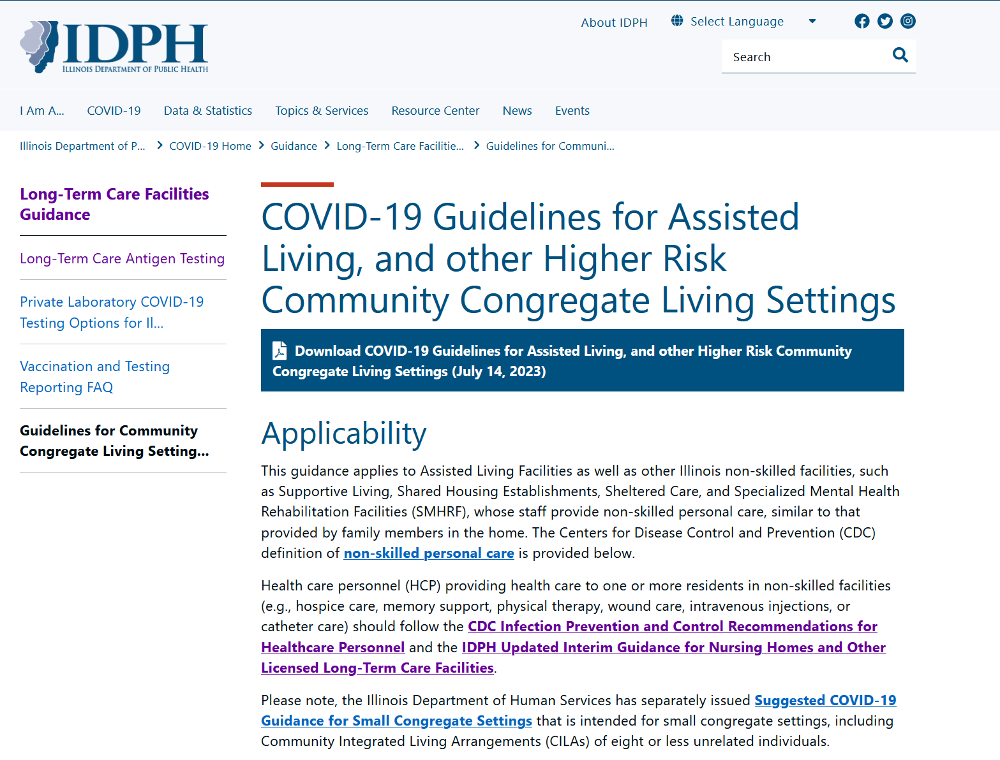 IDPH
ILLINOIS DEPARTMENT OF PUBLIC HEALTH
About IDPH
Select Language
Search
I Am A... COVID-19 Data & Statistics Topics & Services Resource Center News Events
Illinois Department of P... COVID-19 Home Guidance Long-Term Care Facilitie... Guidelines for Communi...
Long-Term Care Facilities
Guidance
Long-Term Care Antigen Testing
Private Laboratory COVID-19
Testing Options for Il...
Vaccination and Testing
Reporting FAQ
Guidelines for Community
Congregate Living Setting...
COVID-19 Guidelines for Assisted
Living, and other Higher Risk
Community Congregate Living Settings
Download COVID-19 Guidelines for Assisted Living, and other Higher Risk Community
Congregate Living Settings (July 14, 2023)
Applicability
This guidance applies to Assisted Living Facilities as well as other Illinois non-skilled facilities, such
as Supportive Living, Shared Housing Establishments, Sheltered Care, and Specialized Mental Health
Rehabilitation Facilities (SMHRF), whose staff provide non-skilled personal care, similar to that
provided by family members in the home. The Centers for Disease Control and Prevention (CDC)
definition of non-skilled personal care is provided below.
Health care personnel (HCP) providing health care to one or more residents in non-skilled facilities
(e.g., hospice care, memory support, physical therapy, wound care, intravenous injections, or
catheter care) should follow the CDC Infection Prevention and Control Recommendations for
Healthcare Personnel and the IDPH Updated Interim Guidance for Nursing Homes and Other
Licensed Long-Term Care Facilities.
Please note, the Illinois Department of Human Services has separately issued Suggested COVID-19
Guidance for Small Congregate Settings that is intended for small congregate settings, including
Community Integrated Living Arrangements (CILAs) of eight or less unrelated individuals.